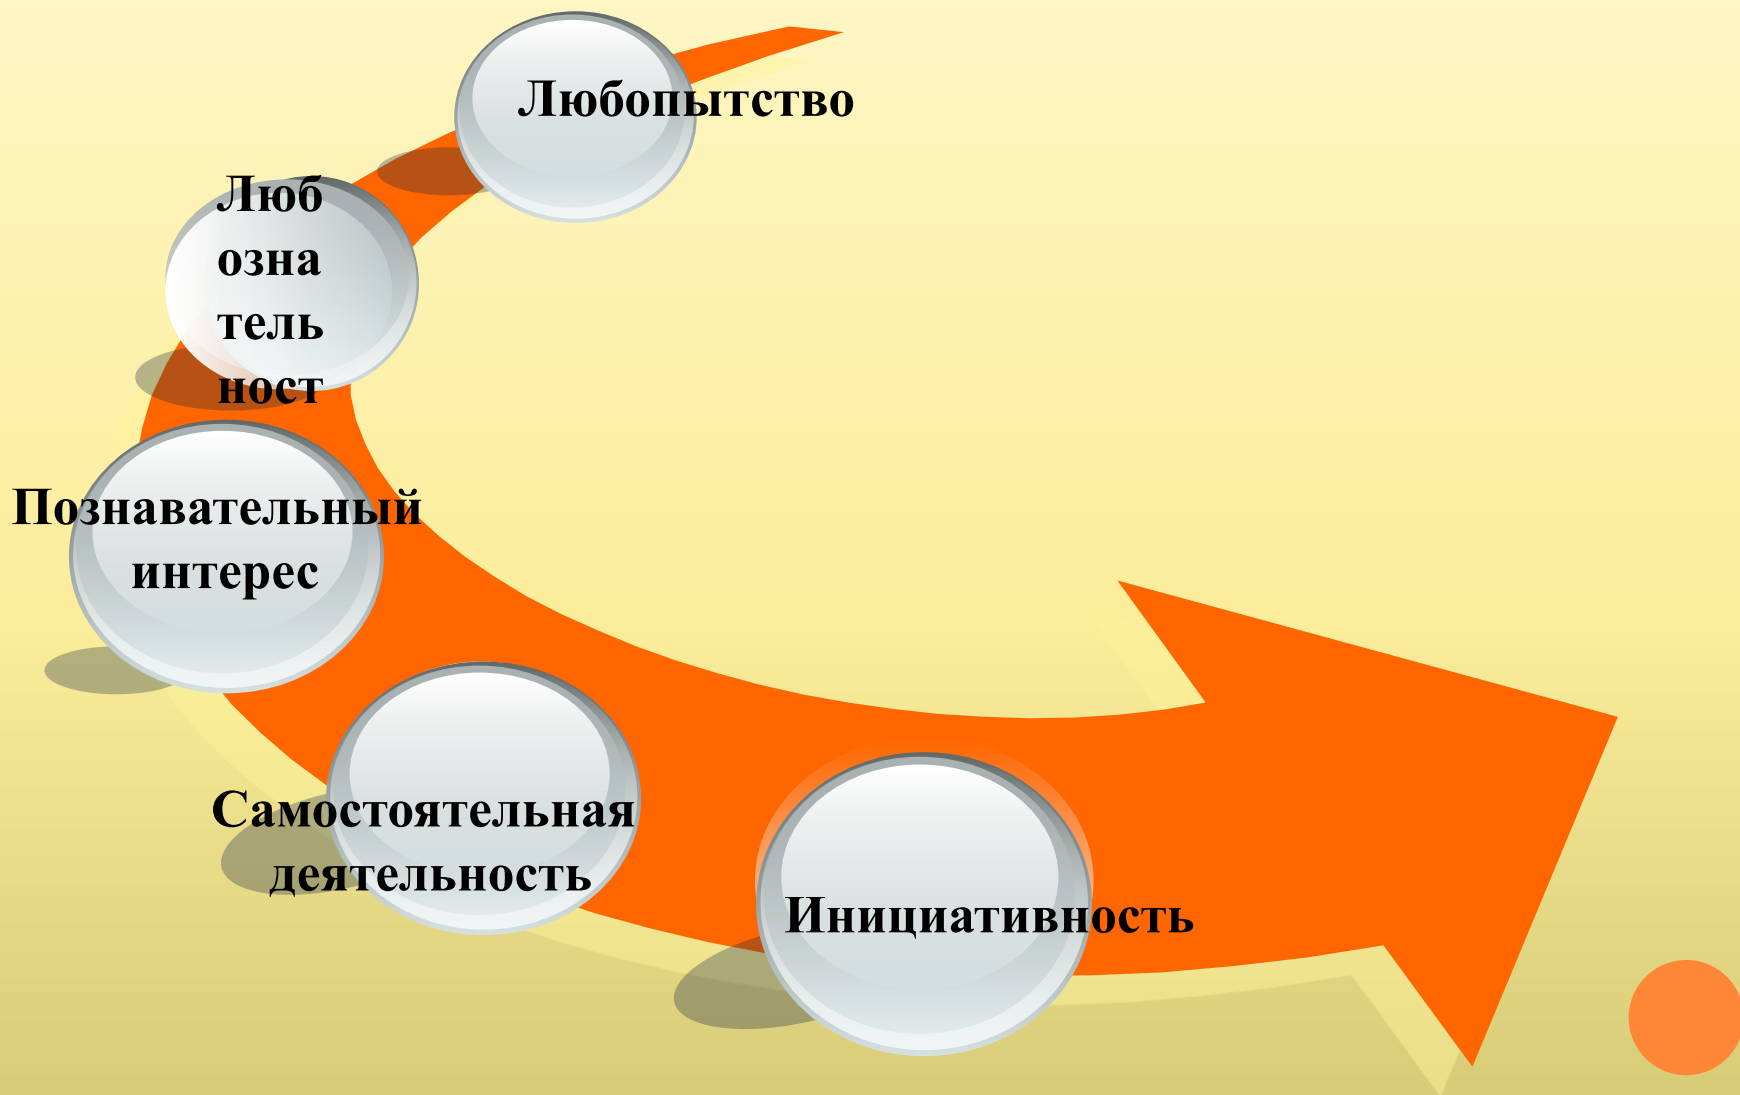 Любопытство
Люб
озна
тель
ност
Познавательный
интерес
Самостоятельная
деятельность
Инициативность